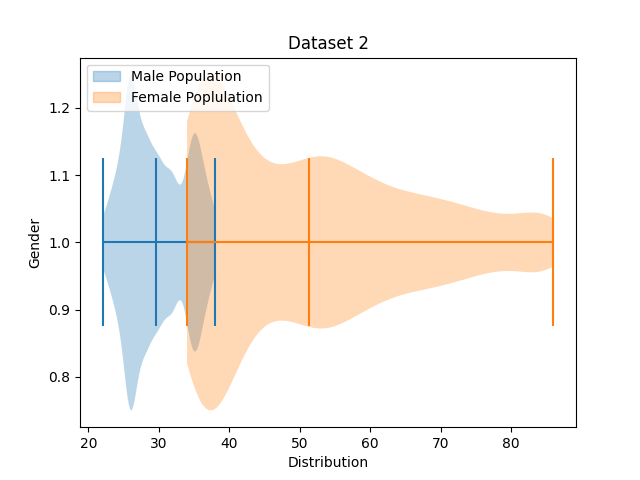 Dataset 2
Male Population
Female Poplulation
1.2
1.1
1.0
0.9
0.8
Gender
20 30 40 50 60 70 80
Distribution